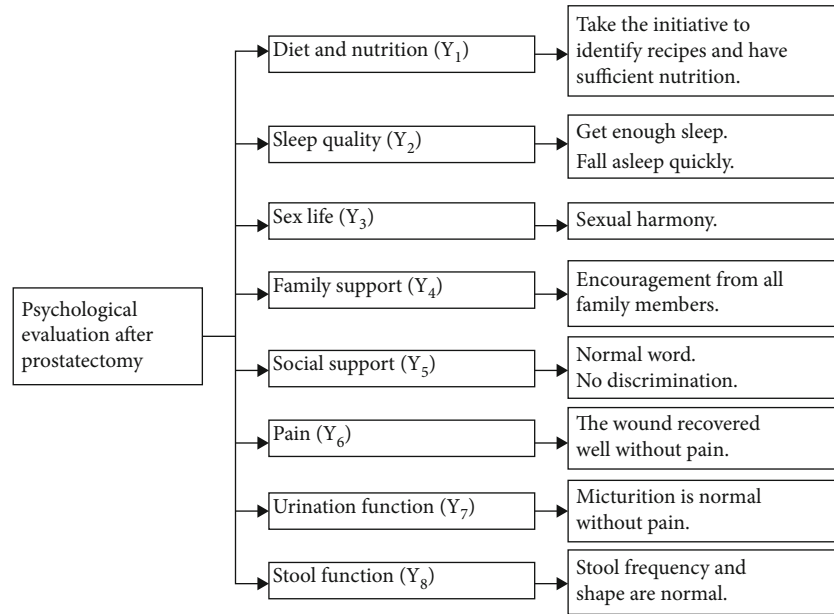 Psychological
evaluation after
prostatectomy
Diet and nutrition (Y₁)
Take the initiative to
identify recipes and have
sufficient nutrition.
Sleep quality (Y₂)
Get enough sleep.
Fall asleep quickly.
Sex life (Y₃)
Sexual harmony.
Family support (Y₄)
Encouragement from all
family members.
Social support (Y₅)
Normal word.
No discrimination.
Pain (Y₆)
The wound recovered
well without pain.
Urination function (Y₇)
Micturition is normal
without pain.
Stool function (Y₈)
Stool frequency and
shape are normal.